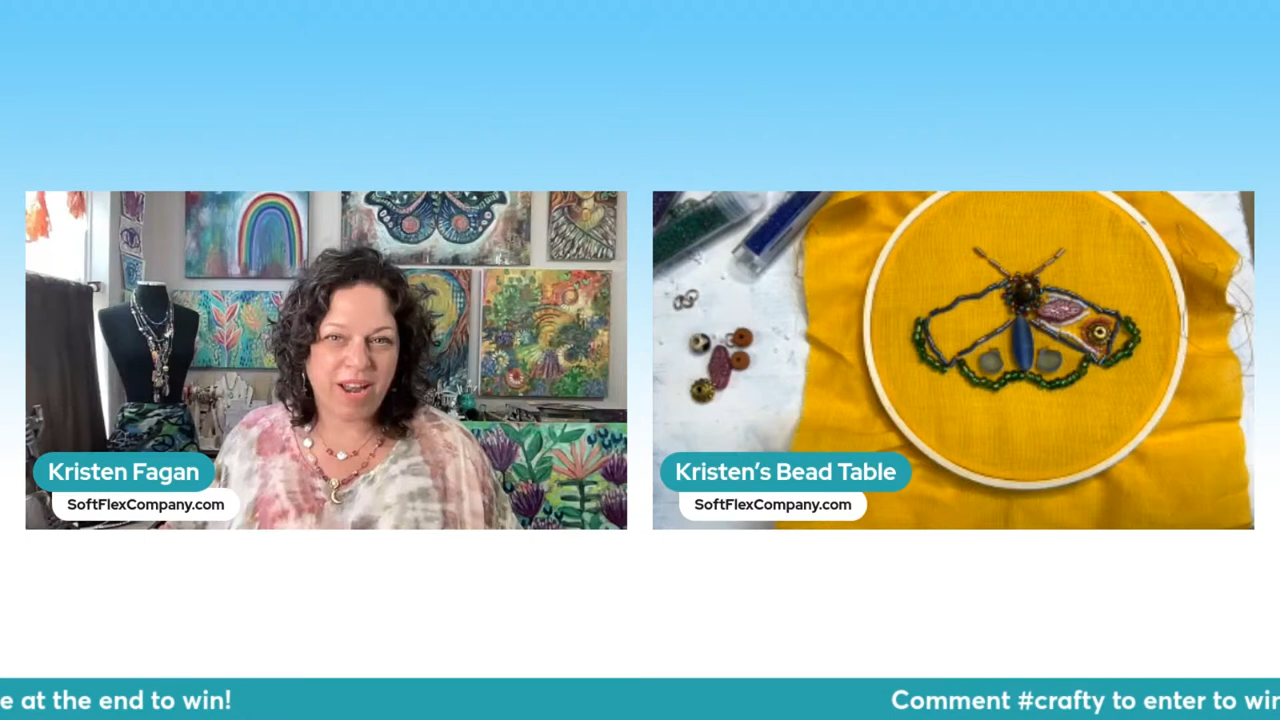 Kristen Fagan
SoftFlexCompany.com
Kristen's Bead Table
SoftFlexCompany.com
e at the end to win!
Comment #crafty to enter to win